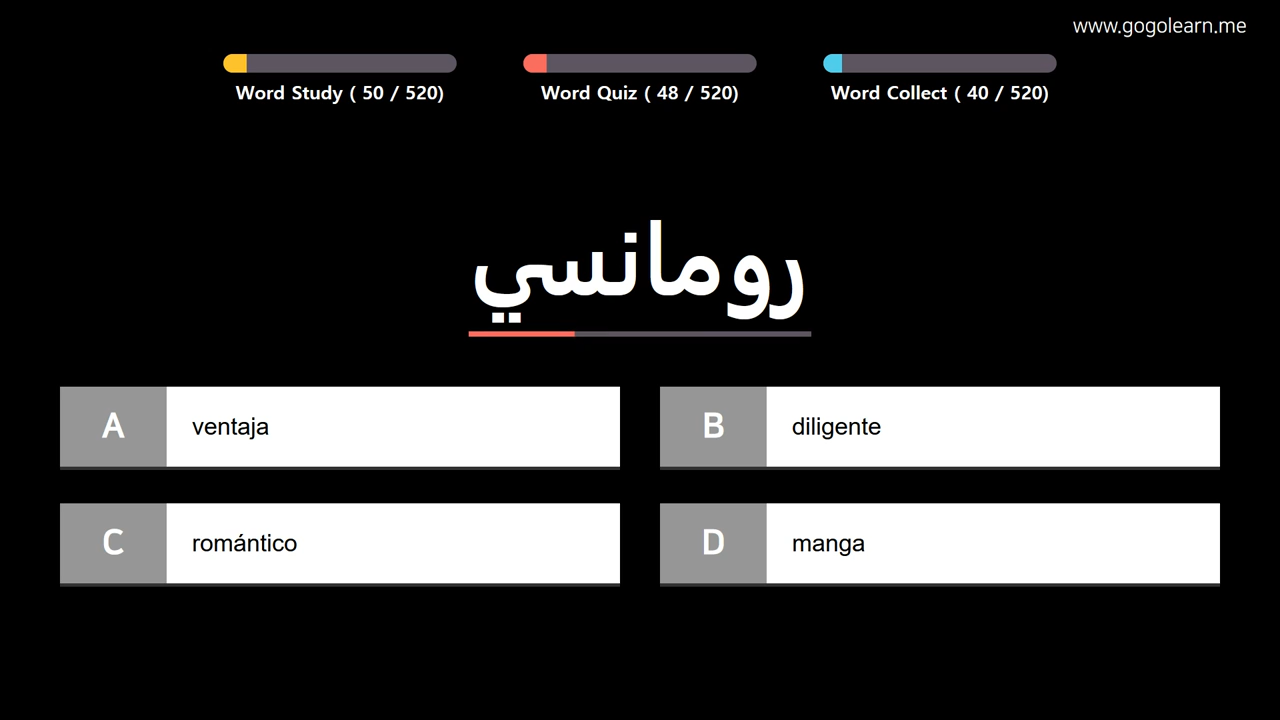 www.gogolearn.me
Word Study ( 50 / 520)
Word Quiz ( 48 / 520)
Word Collect ( 40 / 520)
رومانسي
A ventaja
B diligente
C romántico
D manga